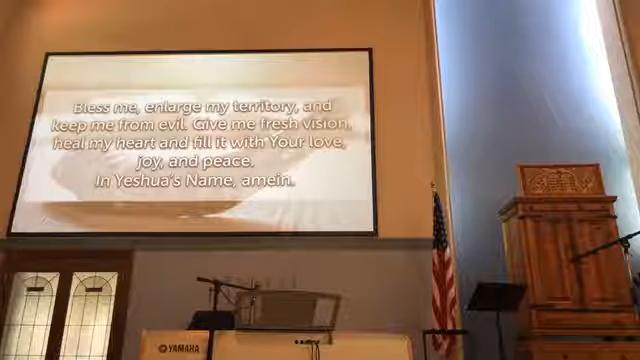 Bless me, enlarge my territory, and
keep me from evil. Give me fresh vision,
heal my heart and fill it with Your love,
joy, and peace.
In Yeshua's Name, amein.
YAMAHA